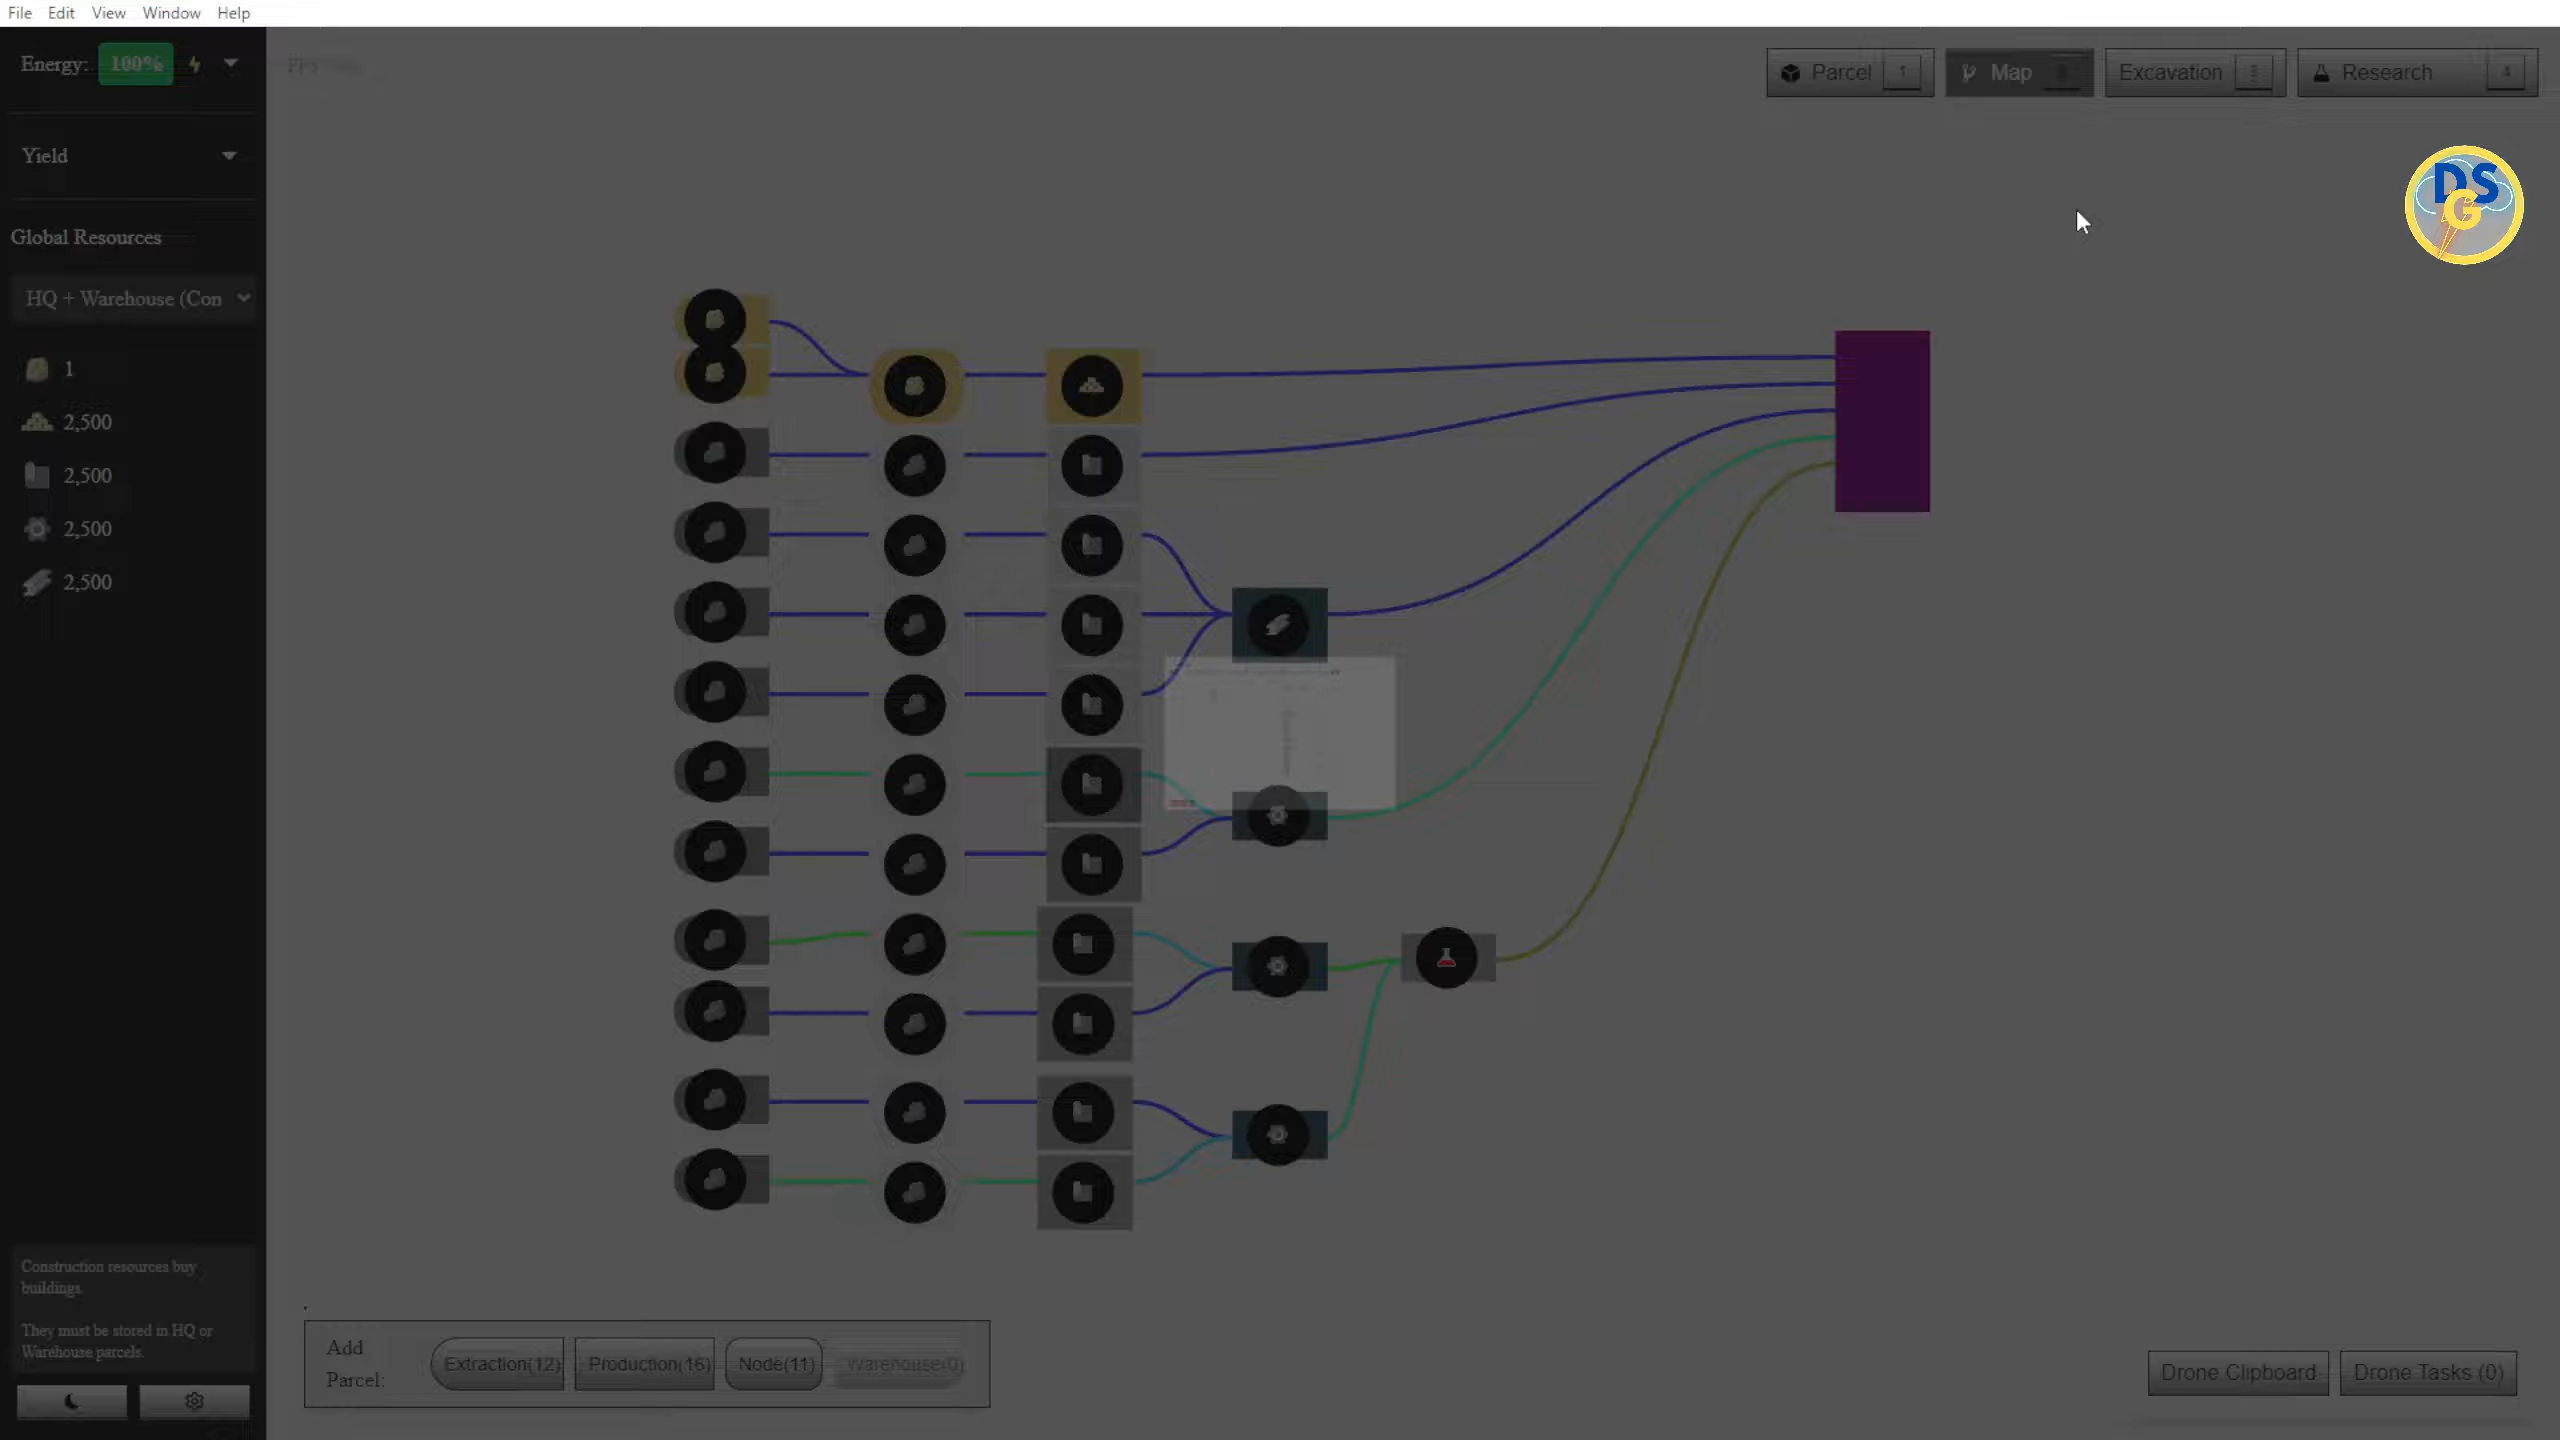 File Edit View Window Help
Energy: 100%
Parcel 1
Map
Excavation
Research 4
Yield
DSG
Global Resources
HQ + Warehouse (Con
1
2,500
2,500
2,500
2,500
Construction resources buy
buildings.
They must be stored in HQ or
Warehouse parcels.
Add
Parcel:
Extraction(12)
Production(16)
Node(11)
Warehouse(0)
Drone Clipboard
Drone Tasks (0)